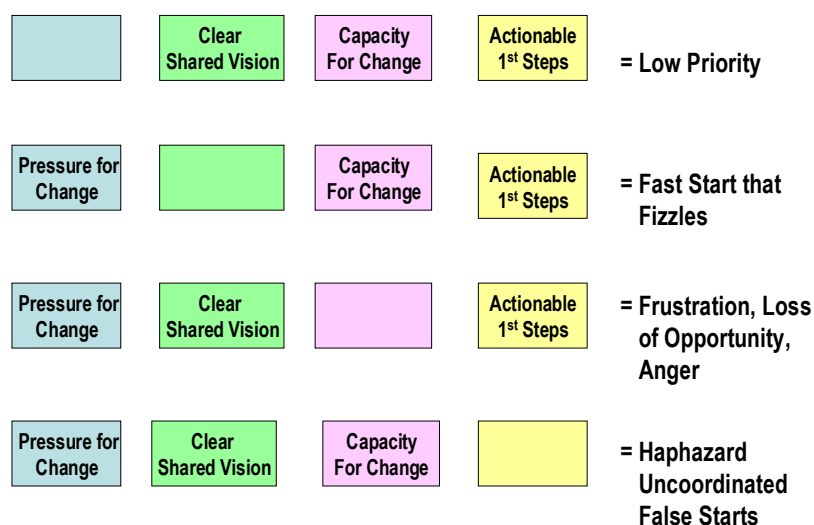 Clear
Shared Vision
Capacity
For Change
Actionable
1st Steps
= Low Priority
Pressure for
Change
Capacity
For Change
Actionable
1st Steps
= Fast Start that
Fizzles
Pressure for
Change
Clear
Shared Vision
Actionable
1st Steps
= Frustration, Loss
of Opportunity,
Anger
Pressure for
Change
Clear
Shared Vision
Capacity
For Change
= Haphazard
Uncoordinated
False Starts